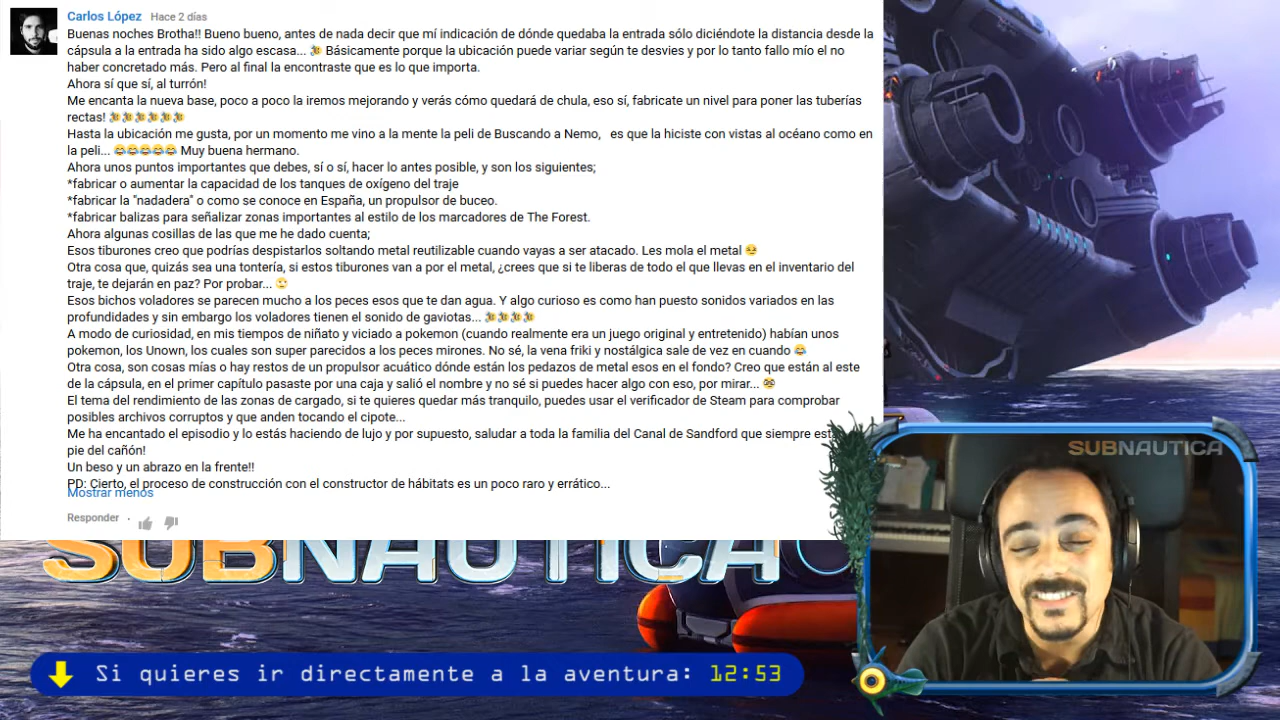 Carlos López Hace 2 días
Buenas noches Brotha!! Bueno bueno, antes de nada decir que mí indicación de dónde quedaba la entrada sólo diciéndote la distancia desde la
cápsula a la entrada ha sido algo escasa... 🐝 Básicamente porque la ubicación puede variar según te desvies y por lo tanto fallo mío el no
haber concretado más. Pero al final la encontraste que es lo que importa.
Ahora sí que sí, al turrón!
Me encanta la nueva base, poco a poco la iremos mejorando y verás cómo quedará de chula, eso sí, fabricate un nivel para poner las tuberías
rectas! 🐝🐝🐝🐝🐝🐝
Hasta la ubicación me gusta, por un momento me vino a la mente la peli de Buscando a Nemo, es que la hiciste con vistas al océano como en
la peli... 😂😂😂😂😂 Muy buena hermano.
Ahora unos puntos importantes que debes, sí o sí, hacer lo antes posible, y son los siguientes;
*fabricar o aumentar la capacidad de los tanques de oxígeno del traje
*fabricar la "nadadera" o como se conoce en España, un propulsor de buceo.
*fabricar balizas para señalizar zonas importantes al estilo de los marcadores de The Forest.
Ahora algunas cosillas de las que me he dado cuenta;
Esos tiburones creo que podrías despistarlos soltando metal reutilizable cuando vayas a ser atacado. Les mola el metal 😌
Otra cosa que, quizás sea una tontería, si estos tiburones van a por el metal, ¿crees que si te liberas de todo el que llevas en el inventario del
traje, te dejarán en paz? Por probar... 🙄
Esos bichos voladores se parecen mucho a los peces esos que te dan agua. Y algo curioso es como han puesto sonidos variados en las
profundidades y sin embargo los voladores tienen el sonido de gaviotas... 🐝🐝🐝🐝
A modo de curiosidad, en mis tiempos de niñato y viciado a pokemon (cuando realmente era un juego original y entretenido) habían unos
pokemon, los Unown, los cuales son super parecidos a los peces mirones. No sé, la vena friki y nostálgica sale de vez en cuando 😂
Otra cosa, son cosas mías o hay restos de un propulsor acuático dónde están los pedazos de metal esos en el fondo? Creo que están al este
de la cápsula, en el primer capítulo pasaste por una caja y salió el nombre y no sé si puedes hacer algo con eso, por mirar... 🤓
El tema del rendimiento de las zonas de cargado, si te quieres quedar más tranquilo, puedes usar el verificador de Steam para comprobar
posibles archivos corruptos y que anden tocando el cipote...
Me ha encantado el episodio y lo estás haciendo de lujo y por supuesto, saludar a toda la familia del Canal de Sandford que siempre est
pie del cañón!
Un beso y un abrazo en la frente!!
PD: Cierto, el proceso de construcción con el constructor de hábitats es un poco raro y errático...
Mostrar menos
Responder ·
SUBNAUTICA
SUBNAUTICA
Si quieres ir directamente a la aventura: 12:53